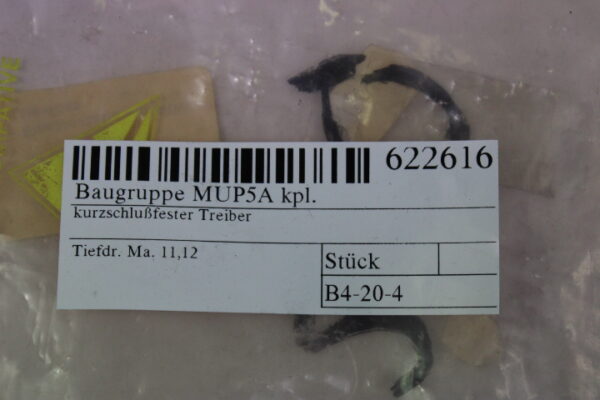 622616
Baugruppe MUP5A kpl.
kurzschlußfester Treiber
Tiefdr. Ma. 11,12
Stück
B4-20-4